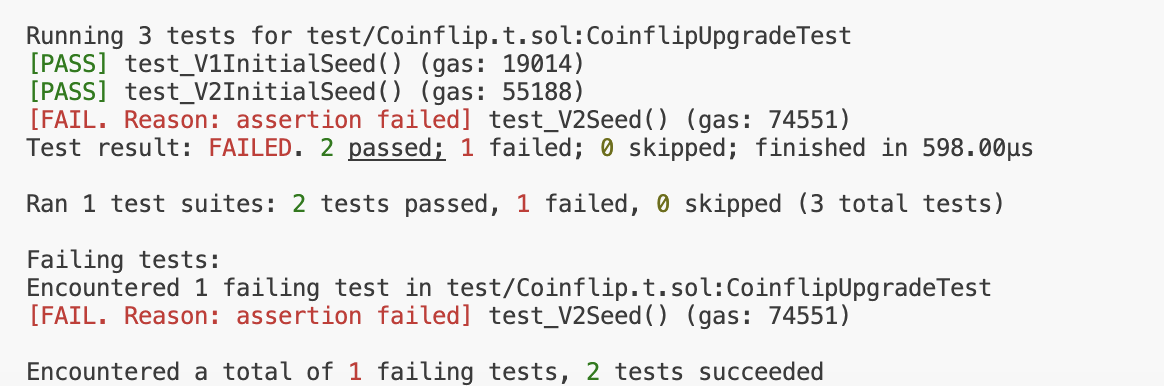 Running 3 tests for test/Coinflip.t.sol:CoinflipUpgradeTest
[PASS] test_V1InitialSeed() (gas: 19014)
[PASS] test_V2InitialSeed() (gas: 55188)
[FAIL. Reason: assertion failed] test_V2Seed() (gas: 74551)
Test result: FAILED. 2 passed; 1 failed; 0 skipped; finished in 598.00µs
Ran 1 test suites: 2 tests passed, 1 failed, 0 skipped (3 total tests)
Failing tests:
Encountered 1 failing test in test/Coinflip.t.sol:CoinflipUpgradeTest
[FAIL. Reason: assertion failed] test_V2Seed() (gas: 74551)
Encountered a total of 1 failing tests, 2 tests succeeded